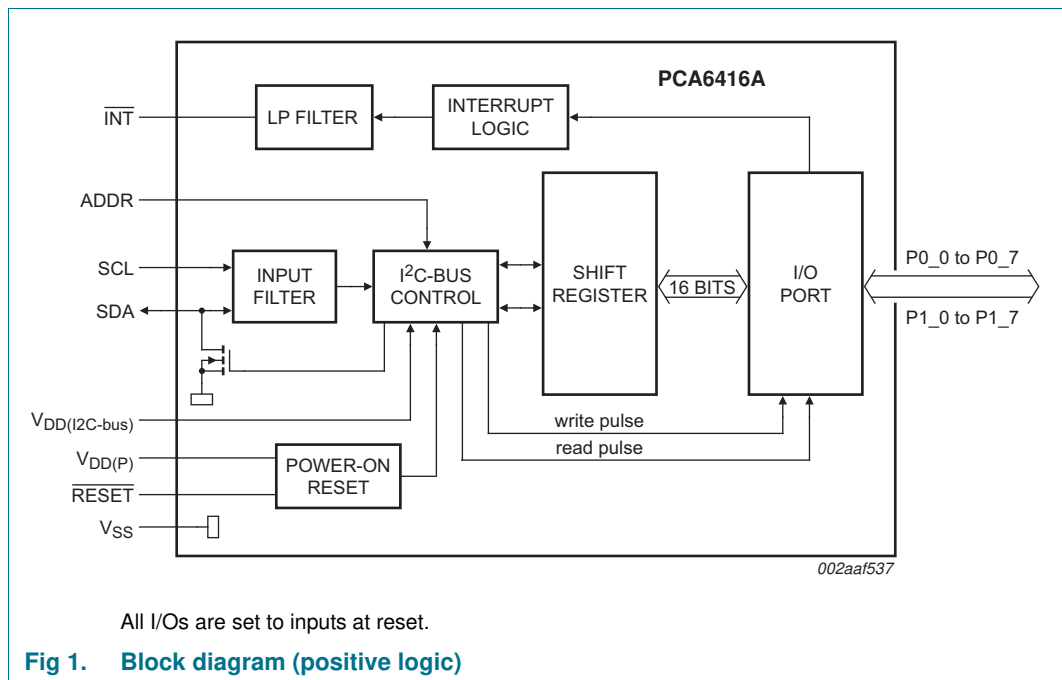 PCA6416A
INT
LP FILTER
INTERRUPT
LOGIC
ADDR
SCL
SDA
INPUT
FILTER
I²C-BUS
CONTROL
SHIFT
REGISTER
16 BITS
I/O
PORT
P0_0 to P0_7
P1_0 to P1_7
write pulse
read pulse
VDD(I2C-bus)
VDD(P)
RESET
POWER-ON
RESET
VSS
002aaf537
All I/Os are set to inputs at reset.
Fig 1. Block diagram (positive logic)